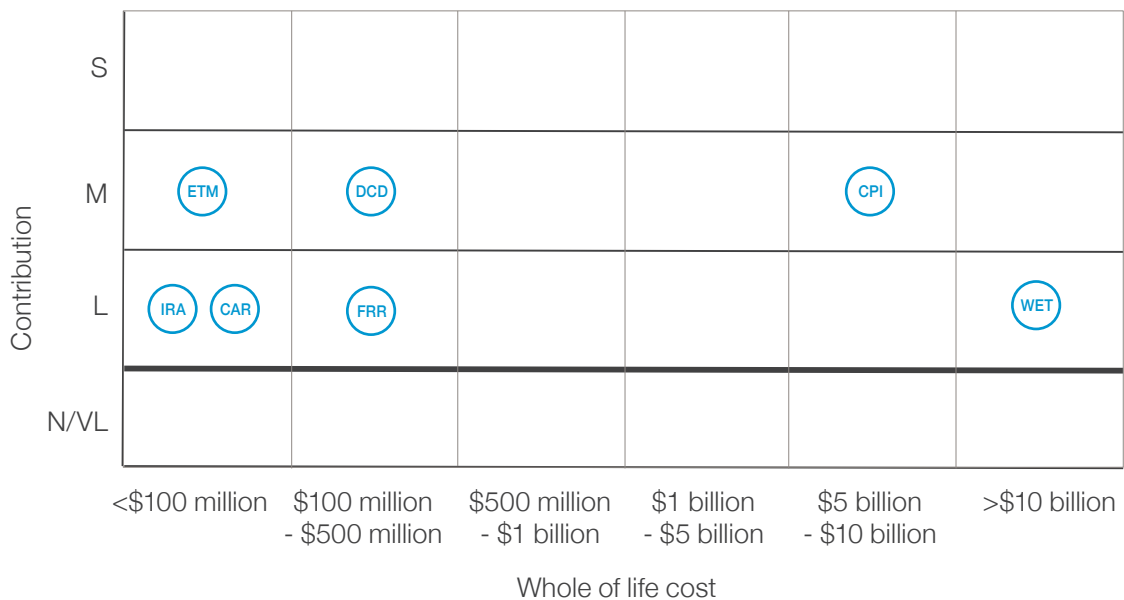 Contribution
S
M
ETM
DCD
CPI
L
IRA
CAR
FRR
WET
N/VL
<$100 million
$100 million
- $500 million
$500 million
- $1 billion
$1 billion
- $5 billion
$5 billion
- $10 billion
>$10 billion
Whole of life cost